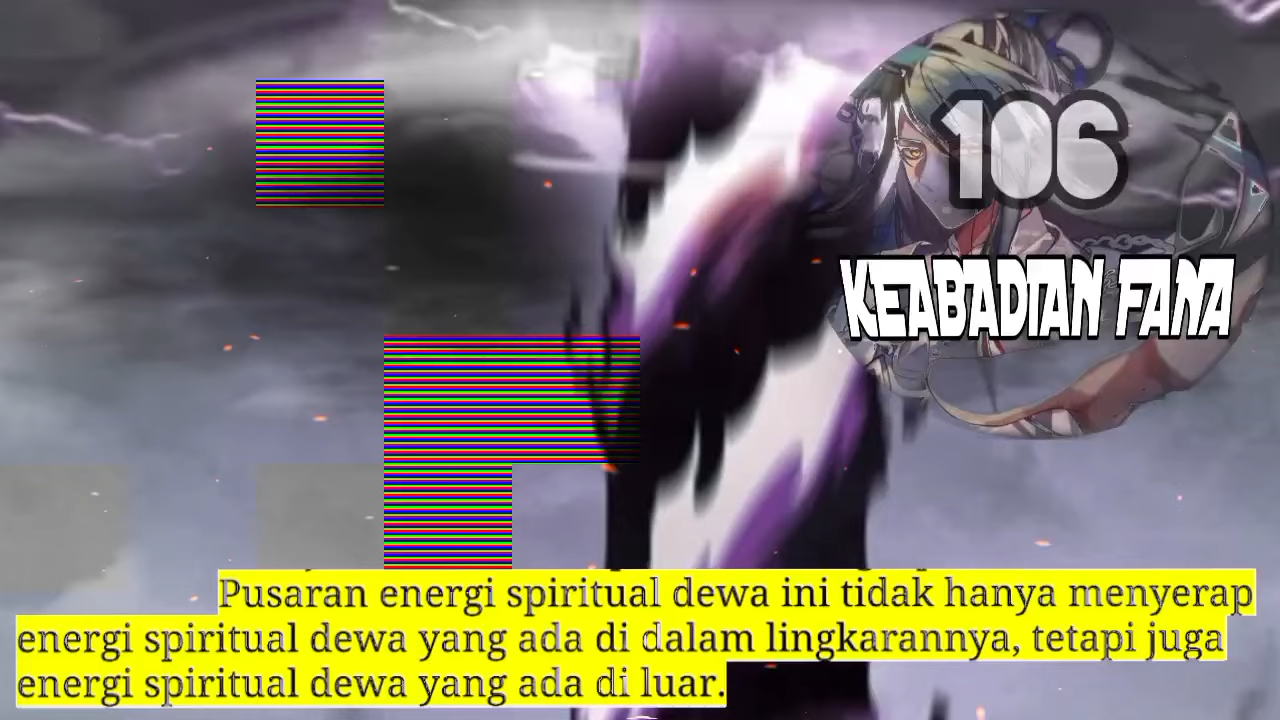 106
KEABADIAN FANA
Pusaran energi spiritual dewa ini tidak hanya menyerap
energi spiritual dewa yang ada di dalam lingkarannya, tetapi juga
energi spiritual dewa yang ada di luar.